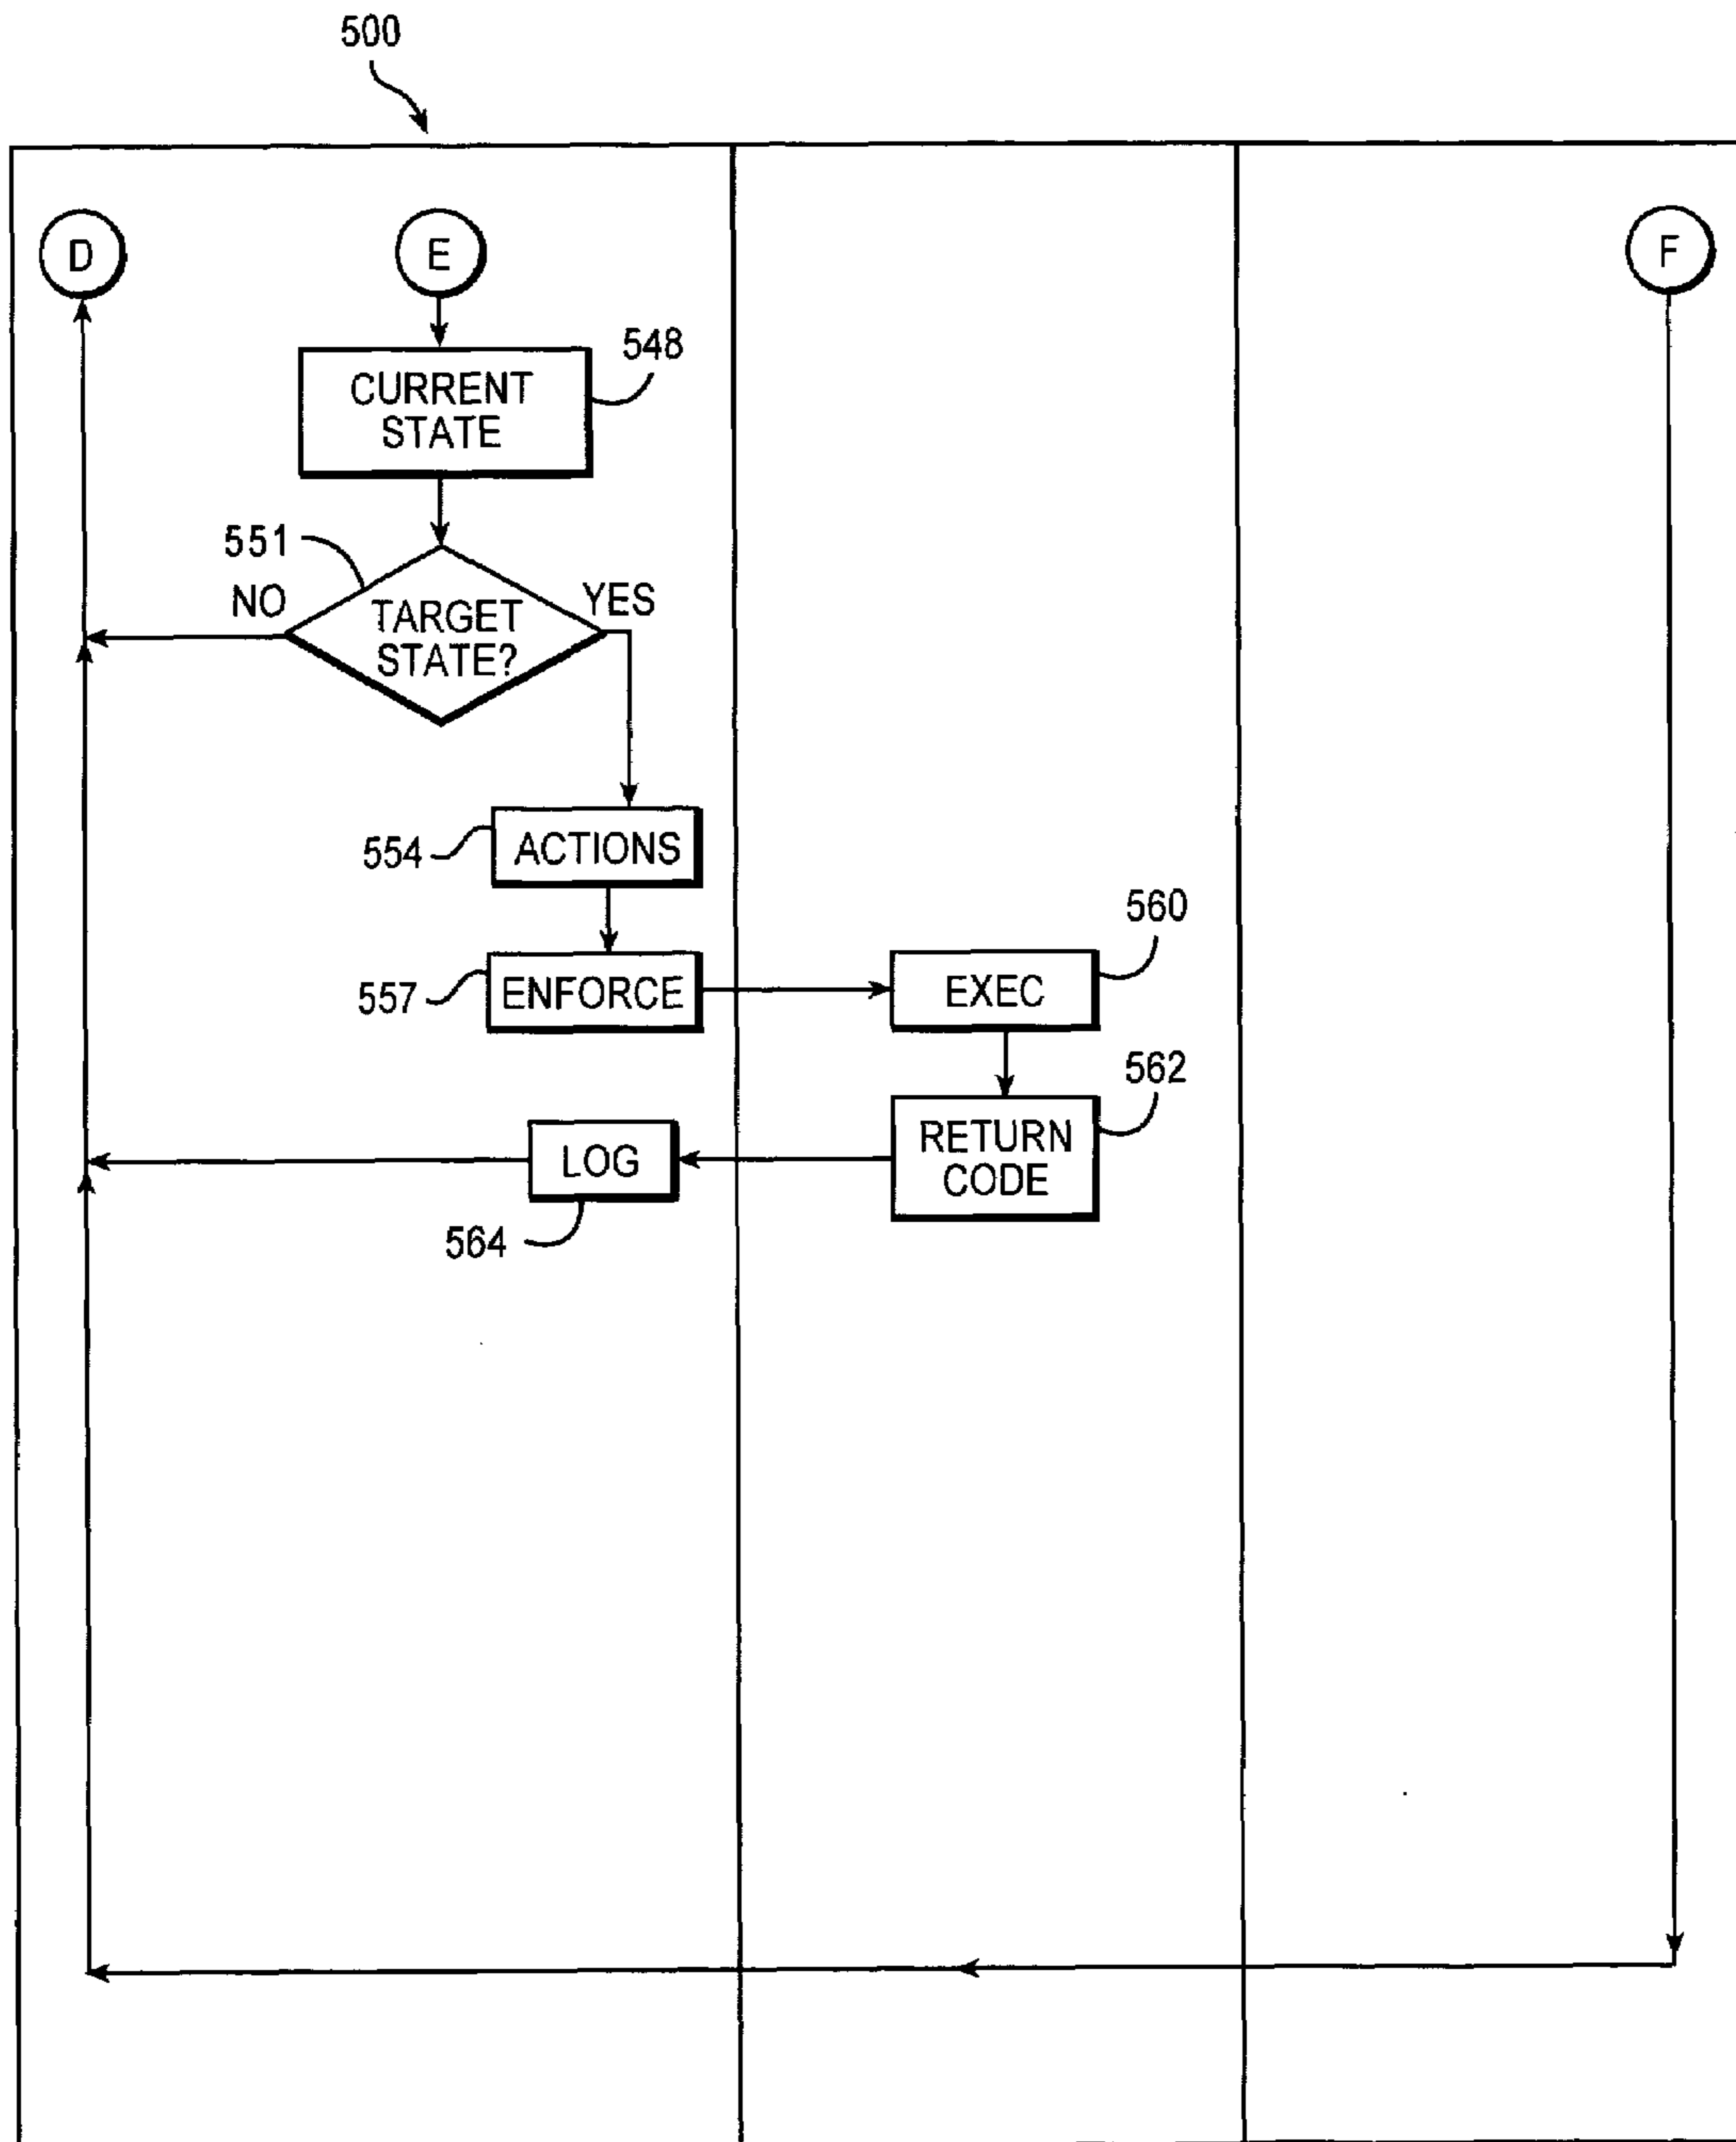 500
D
E
F
CURRENT
STATE
548
551
NO
YES
TARGET
STATE?
554
ACTIONS
557
ENFORCE
EXEC
560
RETURN
CODE
562
LOG
564